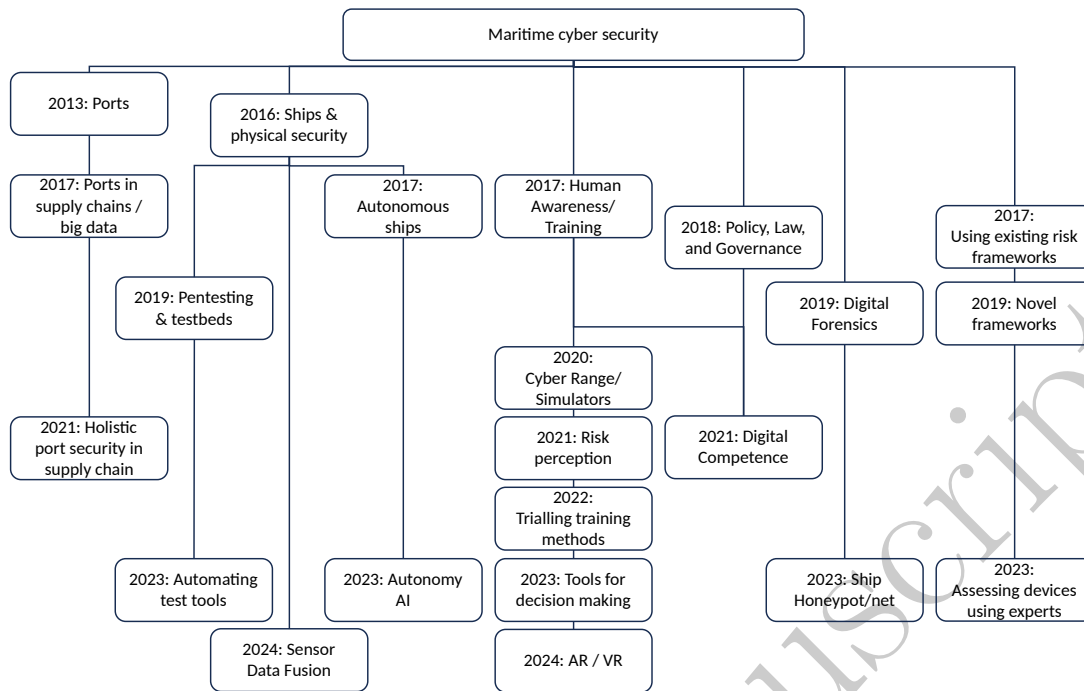 Maritime cyber security
2013: Ports
2016: Ships &
physical security
2017: Ports in
supply chains /
big data
2017:
Autonomous
ships
2017: Human
Awareness/
Training
2018: Policy, Law,
and Governance
2017:
Using existing risk
frameworks
2019: Pentesting
& testbeds
2019: Digital
Forensics
2019: Novel
frameworks
2020:
Cyber Range/
Simulators
2021: Holistic
port security in
supply chain
2021: Risk
perception
2021: Digital
Competence
2022:
Trialling training
methods
2023: Automating
test tools
2023: Autonomy
AI
2023: Tools for
decision making
2023: Ship
Honeypot/net
2023:
Assessing devices
using experts
2024: Sensor
Data Fusion
2024: AR / VR